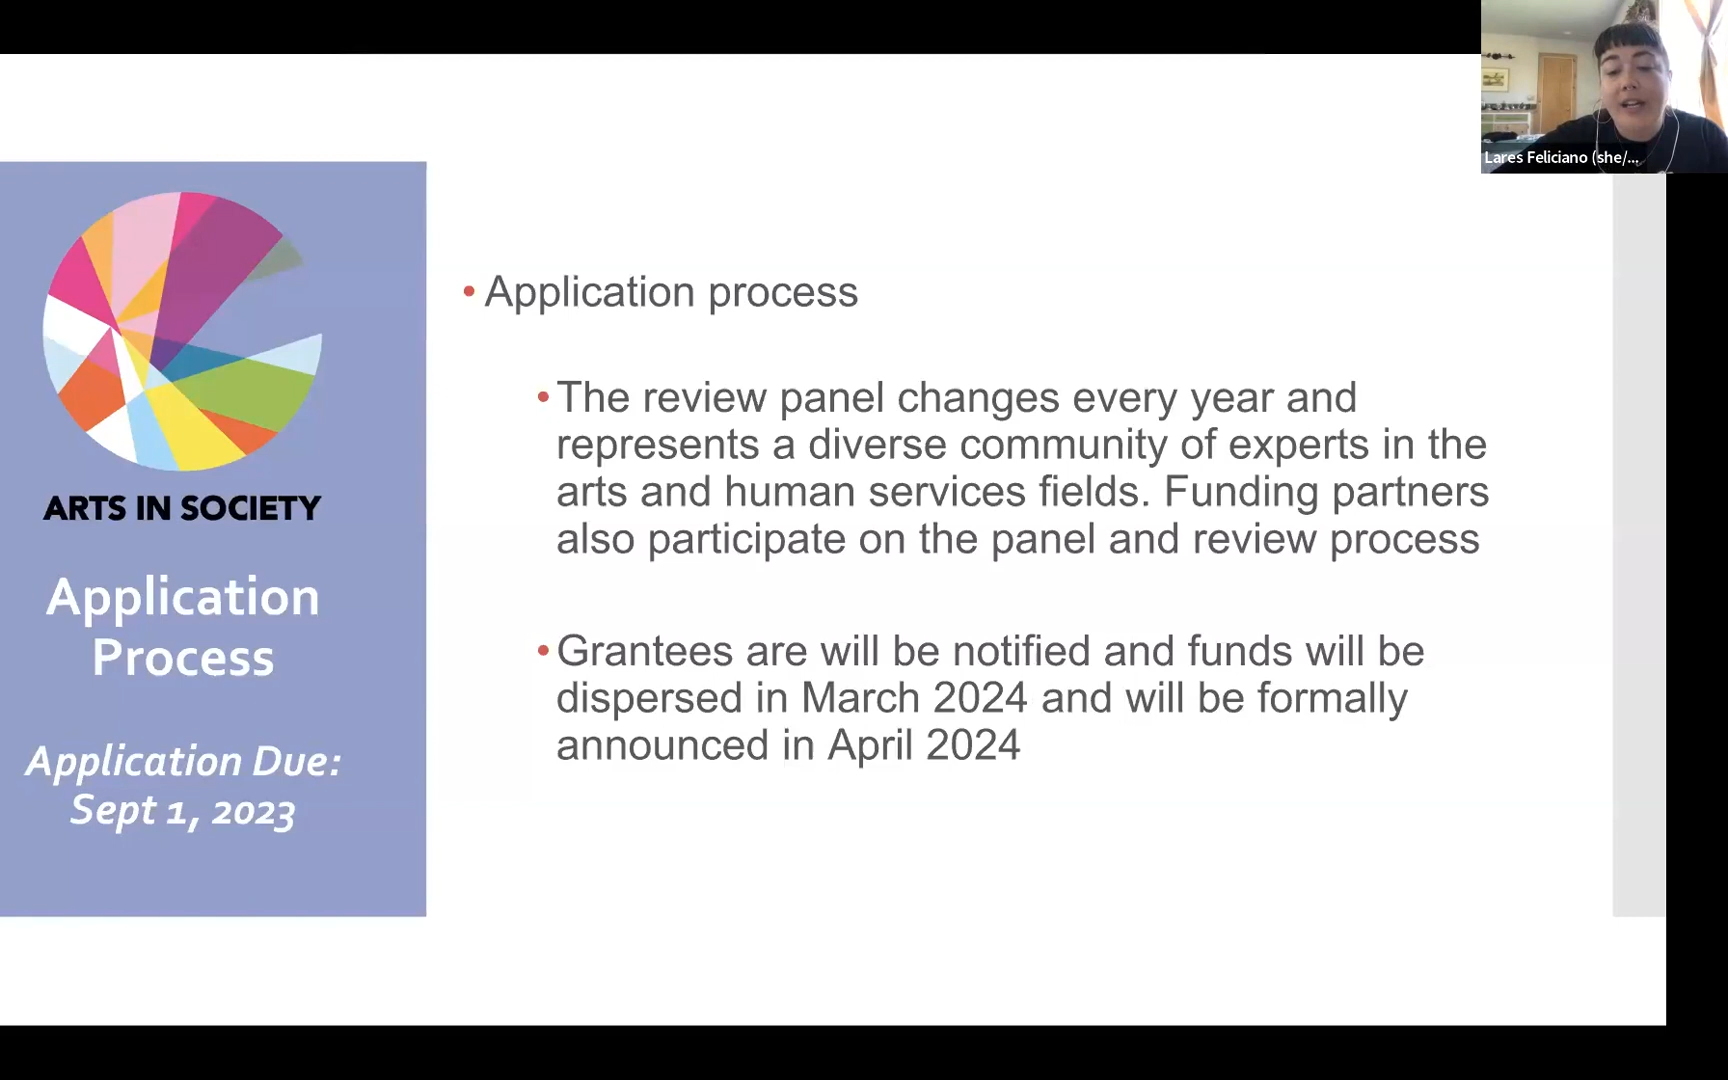 Lares Feliciano (she/...
ARTS IN SOCIETY
Application
Process
Application Due:
Sept 1, 2023
• Application process
• The review panel changes every year and
represents a diverse community of experts in the
arts and human services fields. Funding partners
also participate on the panel and review process
• Grantees are will be notified and funds will be
dispersed in March 2024 and will be formally
announced in April 2024